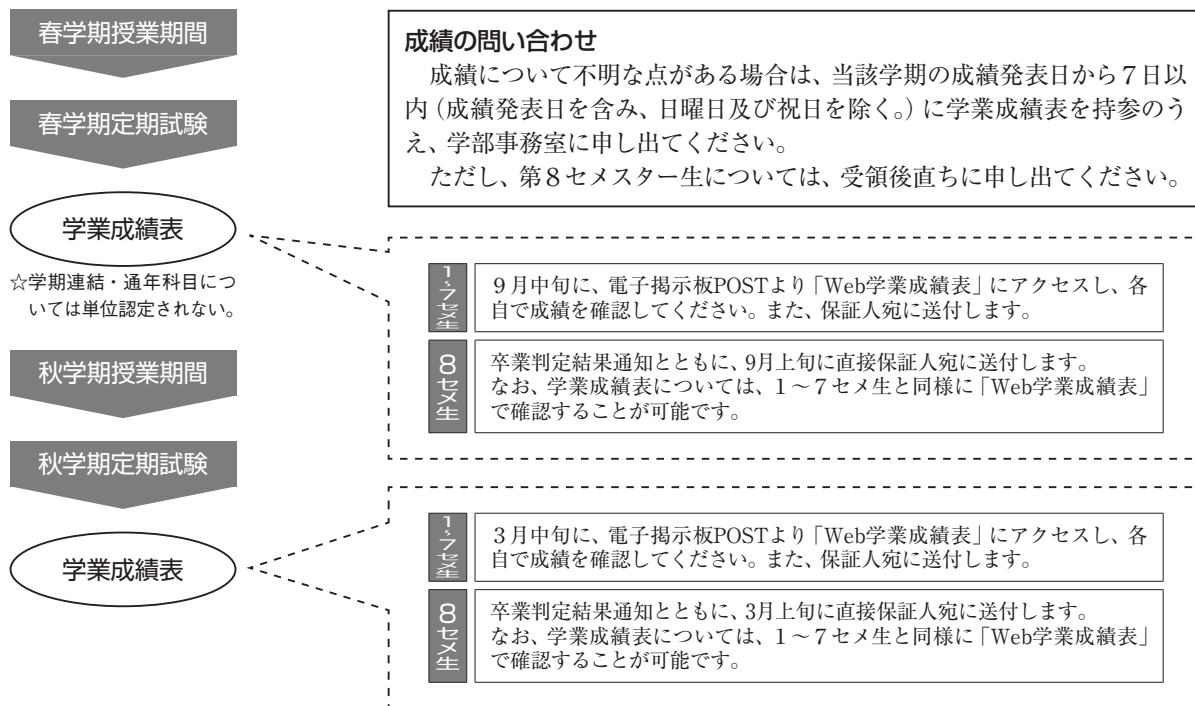 春学期授業期間
春学期定期試験
学業成績表
☆学期連結・通年科目につ
いては単位認定されない。
秋学期授業期間
秋学期定期試験
学業成績表
成績の問い合わせ
成績について不明な点がある場合は、当該学期の成績発表日から7日以
内（成績発表日を含み、日曜日及び祝日を除く。）に学業成績表を持参のう
え、学部事務室に申し出てください。
ただし、第8セメスター生については、受領後直ちに申し出てください。
1~7セメ生
9月中旬に、電子掲示板POSTより「Web学業成績表」にアクセスし、各
自で成績を確認してください。また、保証人宛に送付します。
8セメ生
卒業判定結果通知とともに、9月上旬に直接保証人宛に送付します。
なお、学業成績表については、1～7セメ生と同様に「Web学業成績表」
で確認することが可能です。
1~7セメ生
3月中旬に、電子掲示板POSTより「Web学業成績表」にアクセスし、各
自で成績を確認してください。また、保証人宛に送付します。
8セメ生
卒業判定結果通知とともに、3月上旬に直接保証人宛に送付します。
なお、学業成績表については、1～7セメ生と同様に「Web学業成績表」
で確認することが可能です。